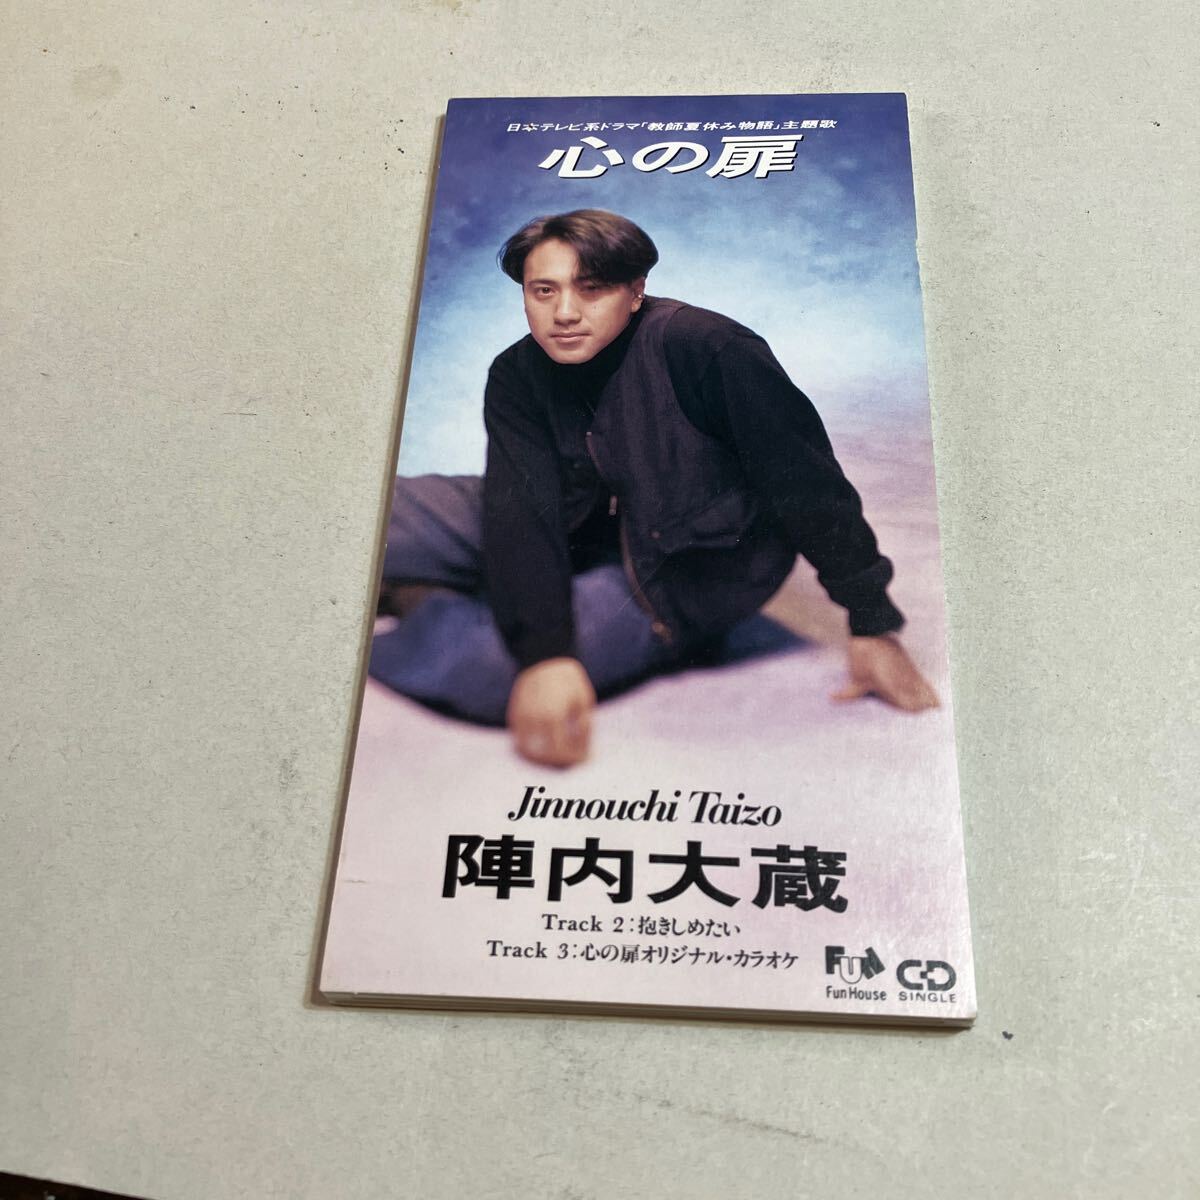 日本テレビ系ドラマ「教師夏休み物語」主題歌
心の扉
Jinnouchi Taizo
陣内大蔵
Track 2:抱きしめたい
Track 3:心の扉オリジナル・カラオケ
FUN
Fun House
CD
SINGLE